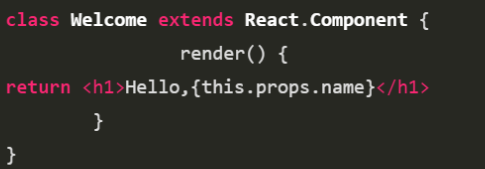 class Welcome extends React.Component {
render() {
return <h1>Hello,{this.props.name}</h1>
}
}